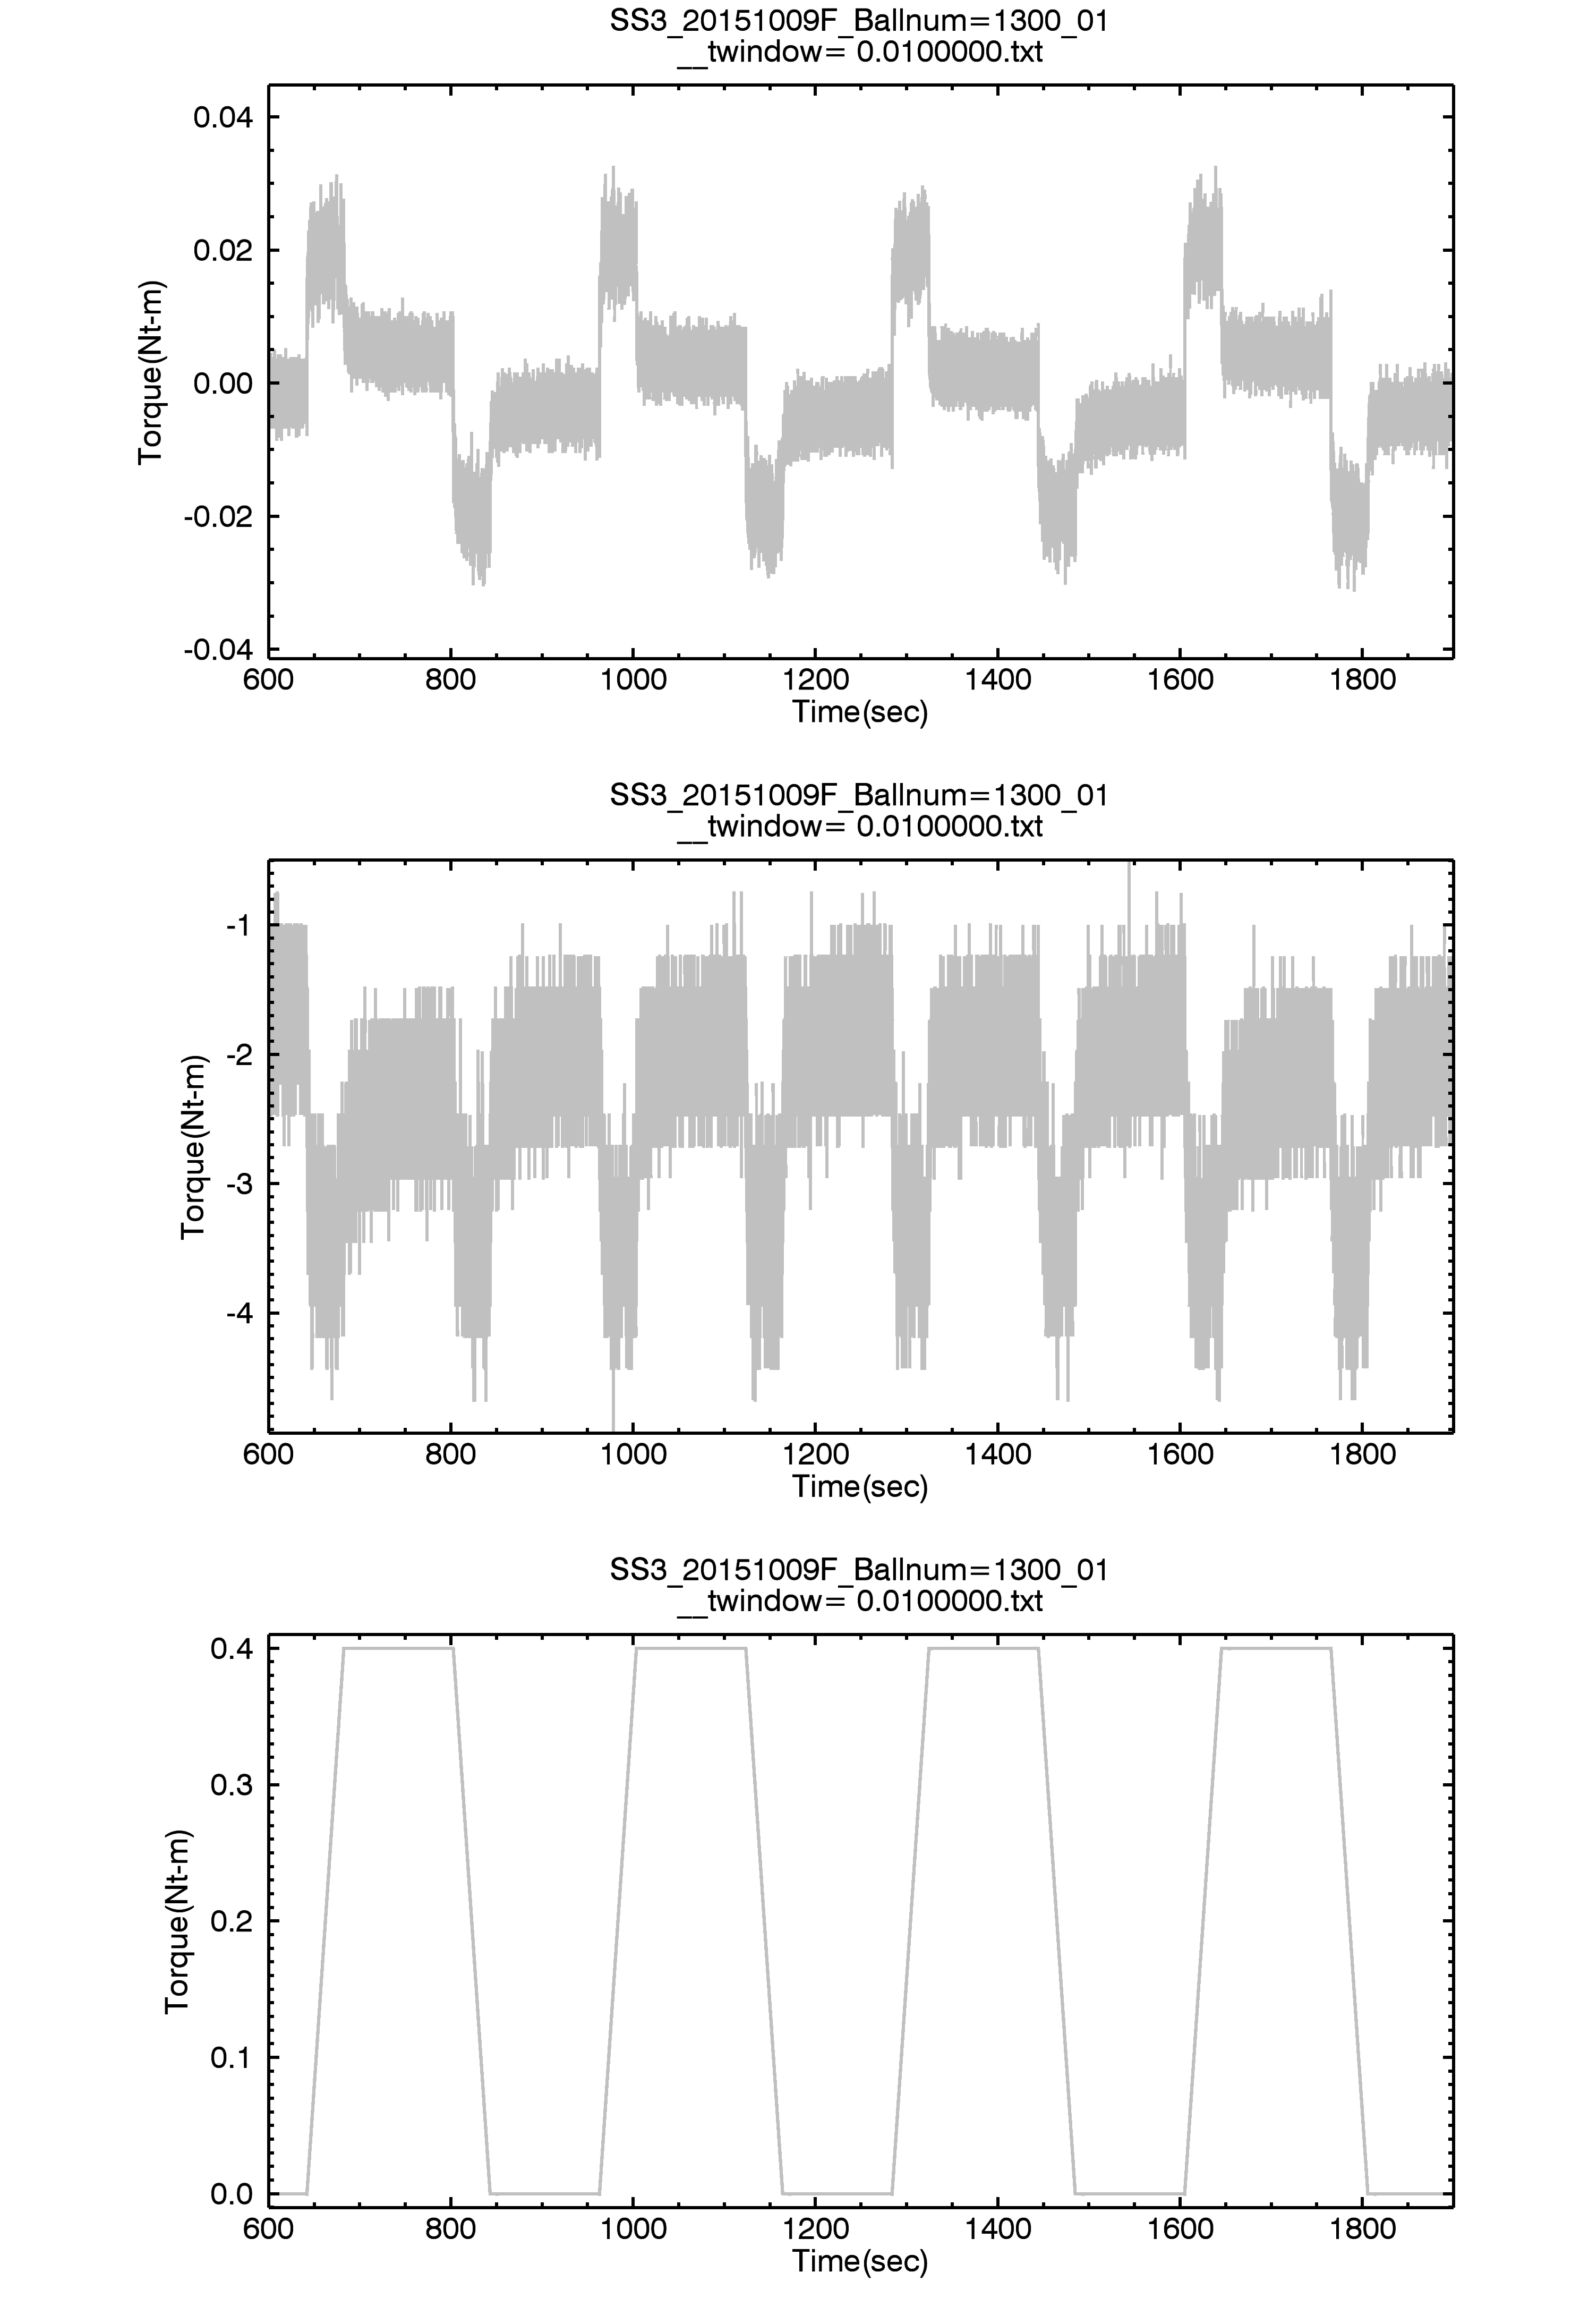 SS3_20151009F_Ballnum=1300_01
__twindow= 0.0100000.txt
0.04
0.02
0.00
-0.02
-0.04
Torque(Nt-m)
600 800 1000 1200 1400 1600 1800
Time(sec)
SS3_20151009F_Ballnum=1300_01
__twindow= 0.0100000.txt
-1
-2
-3
-4
Torque(Nt-m)
600 800 1000 1200 1400 1600 1800
Time(sec)
SS3_20151009F_Ballnum=1300_01
__twindow= 0.0100000.txt
0.4
0.3
0.2
0.1
0.0
Torque(Nt-m)
600 800 1000 1200 1400 1600 1800
Time(sec)